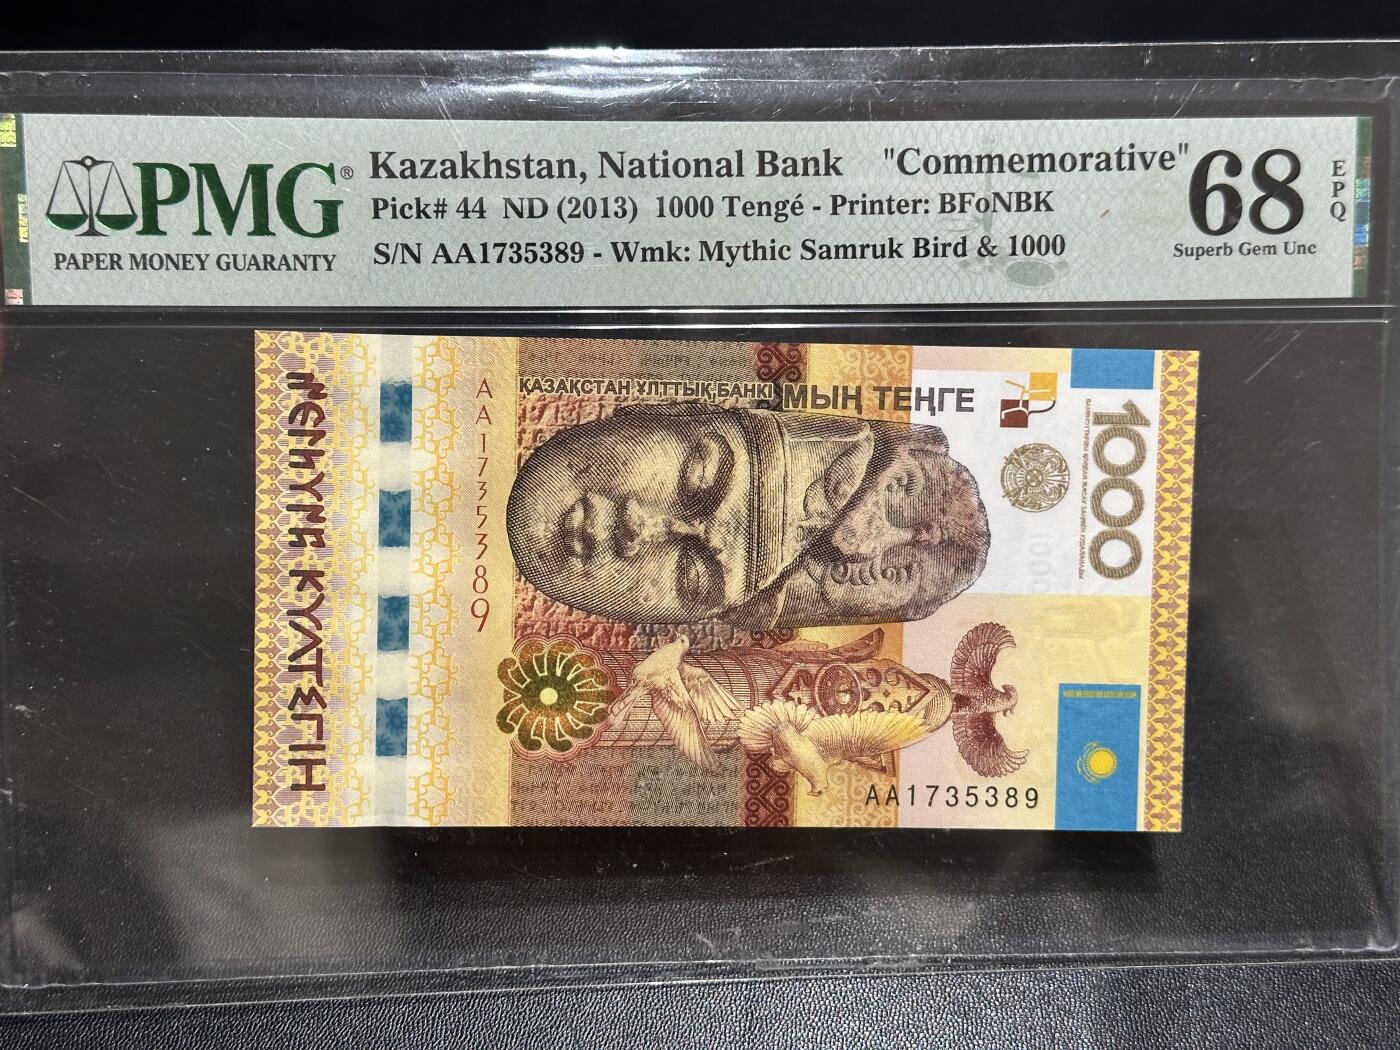 PMG®
PAPER MONEY GUARANTY
Kazakhstan, National Bank "Commemorative"
Pick# 44 ND (2013) 1000 Tengé - Printer: BFoNBK
S/N AA1735389 - Wmk: Mythic Samruk Bird & 1000
68
EPQ
Superb Gem Unc
ҚАЗАҚСТАН ҰЛТТЫҚ БАНКІ
МЫҢ ТЕҢГЕ
1000
AA1735389
AA1735389